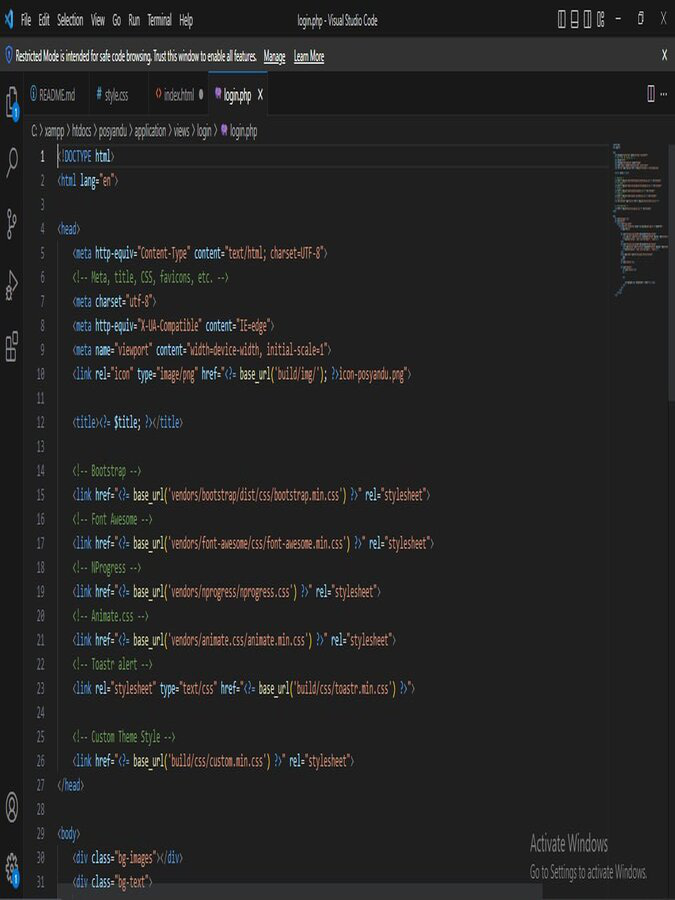 File Edit Selection View Go Run Terminal Help login.php - Visual Studio Code
Restricted Mode is intended for safe code browsing. Trust this window to enable all features. Manage Learn More
README.md # style.css <> index.html login.php
C: > xampp > htdocs > posyandu > application > views > login > login.php
1 <!DOCTYPE html>
2 <html lang="en">
3
4 <head>
5 <meta http-equiv="Content-Type" content="text/html; charset=UTF-8">
6 <!-- Meta, title, CSS, favicons, etc. -->
7 <meta charset="utf-8">
8 <meta http-equiv="X-UA-Compatible" content="IE=edge">
9 <meta name="viewport" content="width=device-width, initial-scale=1">
10 <link rel="icon" type="image/png" href="<?= base_url('build/img/'); ?>icon-posyandu.png">
11
12 <title><?= $title; ?></title>
13
14 <!-- Bootstrap -->
15 <link href="<?= base_url('vendors/bootstrap/dist/css/bootstrap.min.css') ?>" rel="stylesheet">
16 <!-- Font Awesome -->
17 <link href="<?= base_url('vendors/font-awesome/css/font-awesome.min.css') ?>" rel="stylesheet">
18 <!-- NProgress -->
19 <link href="<?= base_url('vendors/nprogress/nprogress.css') ?>" rel="stylesheet">
20 <!-- Animate.css -->
21 <link href="<?= base_url('vendors/animate.css/animate.min.css') ?>" rel="stylesheet">
22 <!-- Toastr alert -->
23 <link rel="stylesheet" type="text/css" href="<?= base_url('build/css/toastr.min.css') ?>">
24
25 <!-- Custom Theme Style -->
26 <link href="<?= base_url('build/css/custom.min.css') ?>" rel="stylesheet">
27 </head>
28
29 <body>
30 <div class="bg-images"></div>
31 <div class="bg-text">
Activate Windows
Go to Settings to activate Windows.